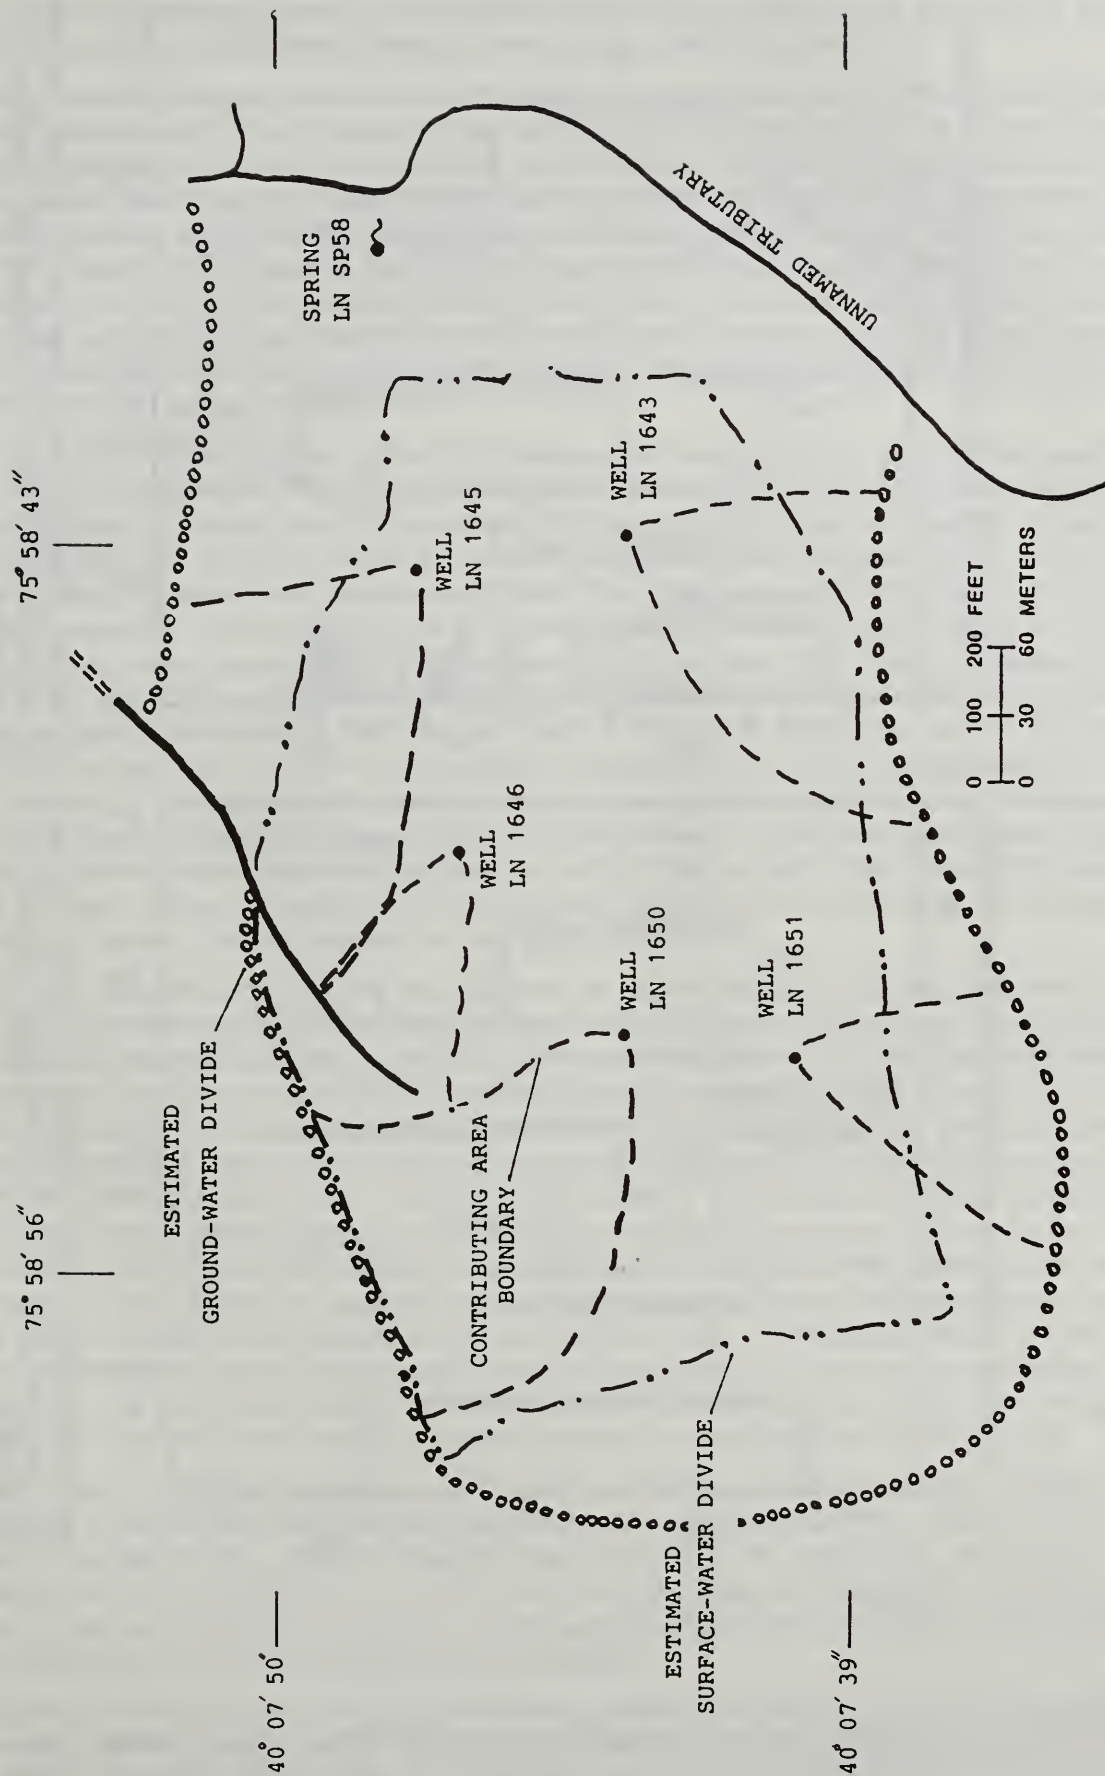 75° 58′ 43″
75° 58′ 56″
SPRING
LN SP58
UNNAMED TRIBUTARY
WELL
LN 1645
WELL
LN 1643
ESTIMATED
GROUND-WATER DIVIDE
WELL
LN 1646
WELL
LN 1650
WELL
LN 1651
CONTRIBUTING AREA
BOUNDARY
0 100 200 FEET
0 30 60 METERS
ESTIMATED
SURFACE-WATER DIVIDE
40° 07′ 50′
40° 07′ 39″